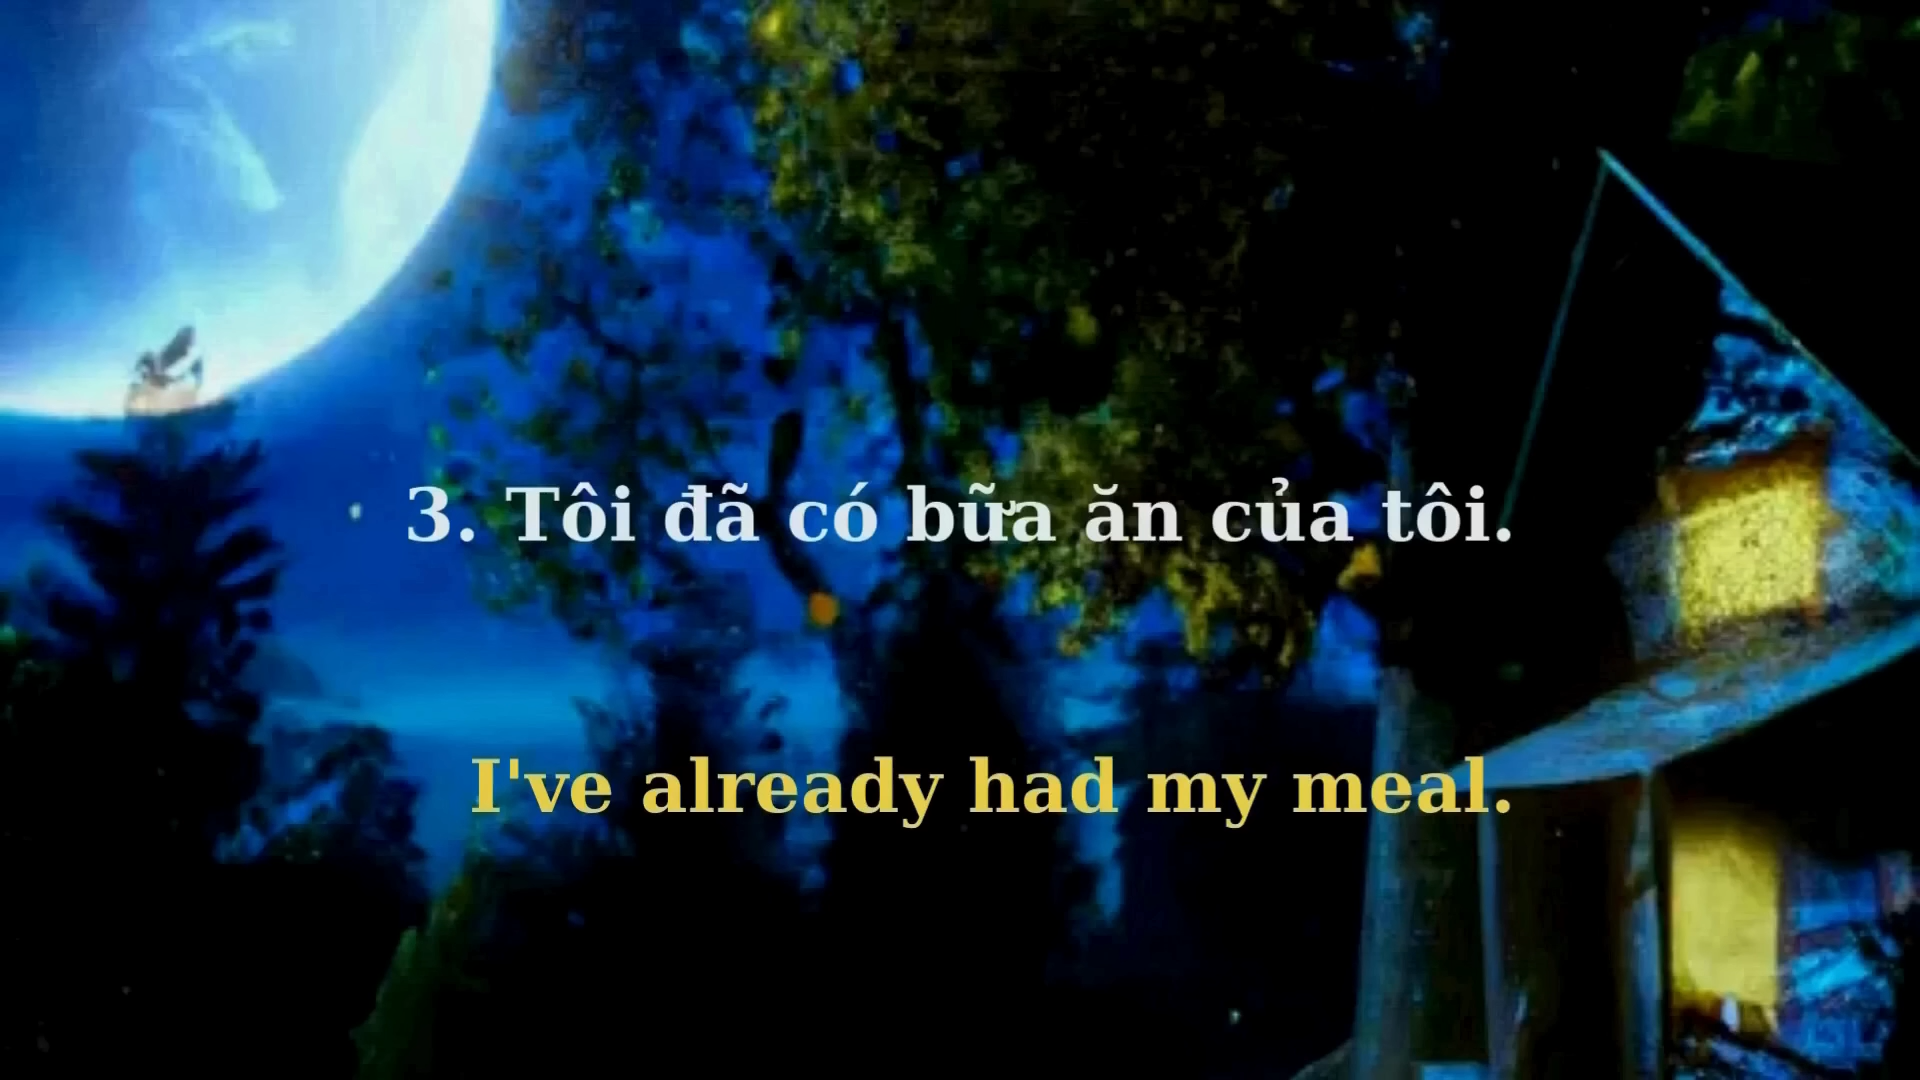 3. Tôi đã có bữa ăn của tôi.
I've already had my meal.